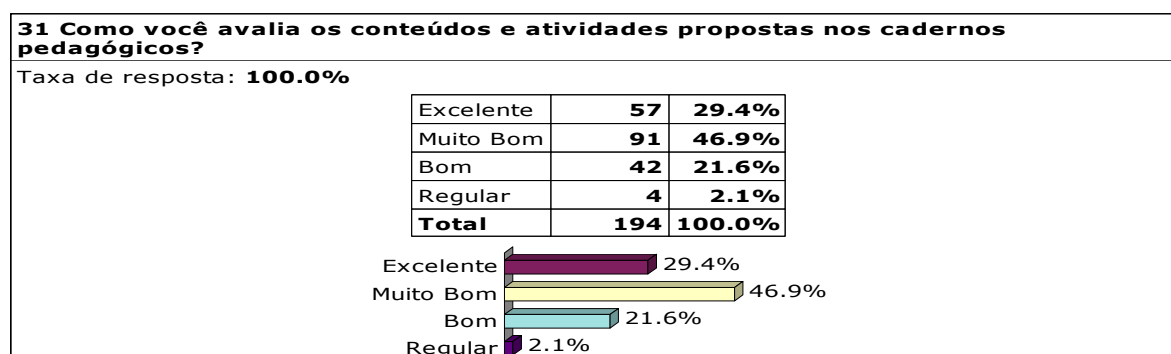 31 Como você avalia os conteúdos e atividades propostas nos cadernos
pedagógicos?
Taxa de resposta: 100.0%
Excelente 57 29.4%
Muito Bom 91 46.9%
Bom 42 21.6%
Regular 4 2.1%
Total 194 100.0%
Excelente 29.4%
Muito Bom 46.9%
Bom 21.6%
Regular 2.1%